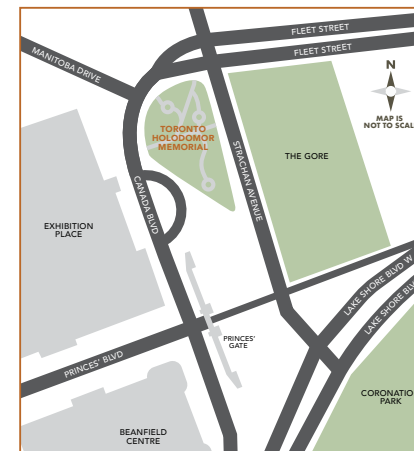 FLEET STREET
FLEET STREET
MANITOBA DRIVE
N
MAP IS
NOT TO SCAL
TORONTO
HOLODOMOR
MEMORIAL
STRACHAN AVENUE
THE GORE
CANADA BLVD
EXHIBITION
PLACE
LAKE SHORE BLVD W
LAKE SHORE BLV
PRINCES'
GATE
PRINCES' BLVD
CORONATIO
PARK
BEANFIELD
CENTRE